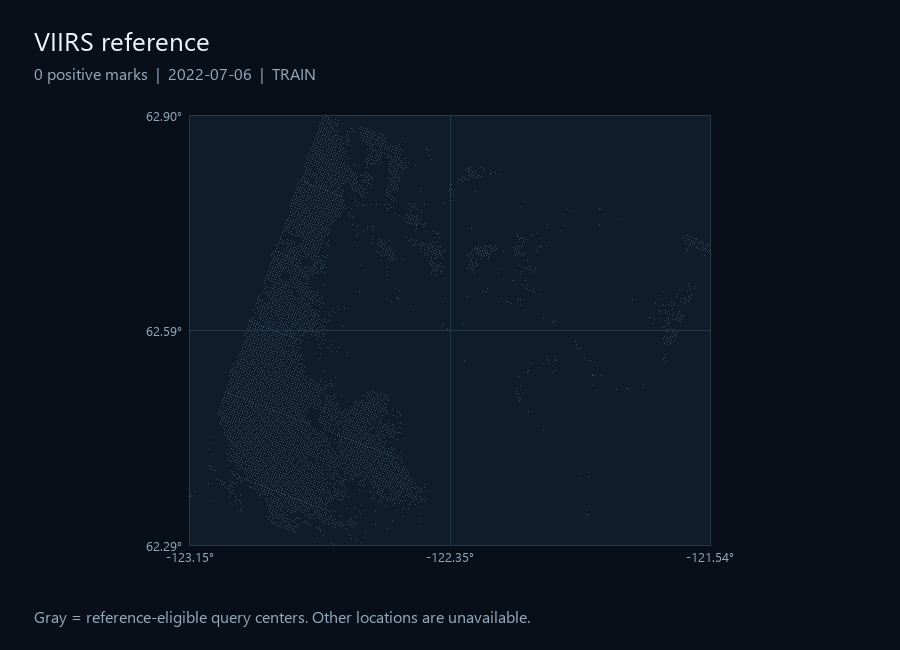 VIIRS reference
0 positive marks | 2022-07-06 | TRAIN
62.90°
62.59°
62.29°
-123.15°
-122.35°
-121.54°
Gray = reference-eligible query centers. Other locations are unavailable.